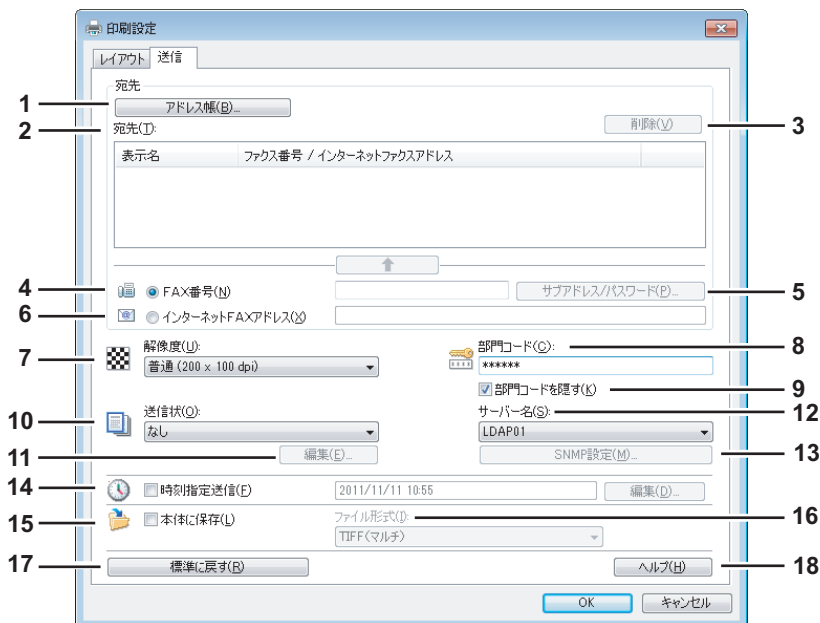 印刷設定
レイアウト 送信
宛先
1 アドレス帳(B)...
2 宛先(T):
削除(V) 3
表示名 ファクス番号 / インターネットファクスアドレス
4 FAX番号(N) サブアドレス/パスワード(P)... 5
6 インターネットFAXアドレス(X)
7 解像度(U):
普通 (200 x 100 dpi)
部門コード(C): 8
******
部門コードを隠す(K) 9
10 送信状(O):
なし
サーバー名(S): 12
LDAP01
11 編集(E)... SNMP設定(M)... 13
14 時刻指定送信(F) 2011/11/11 10:55 編集(D)...
15 本体に保存(L) ファイル形式(I): 16
TIFF(マルチ)
17 標準に戻す(R) ヘルプ(H) 18
OK キャンセル